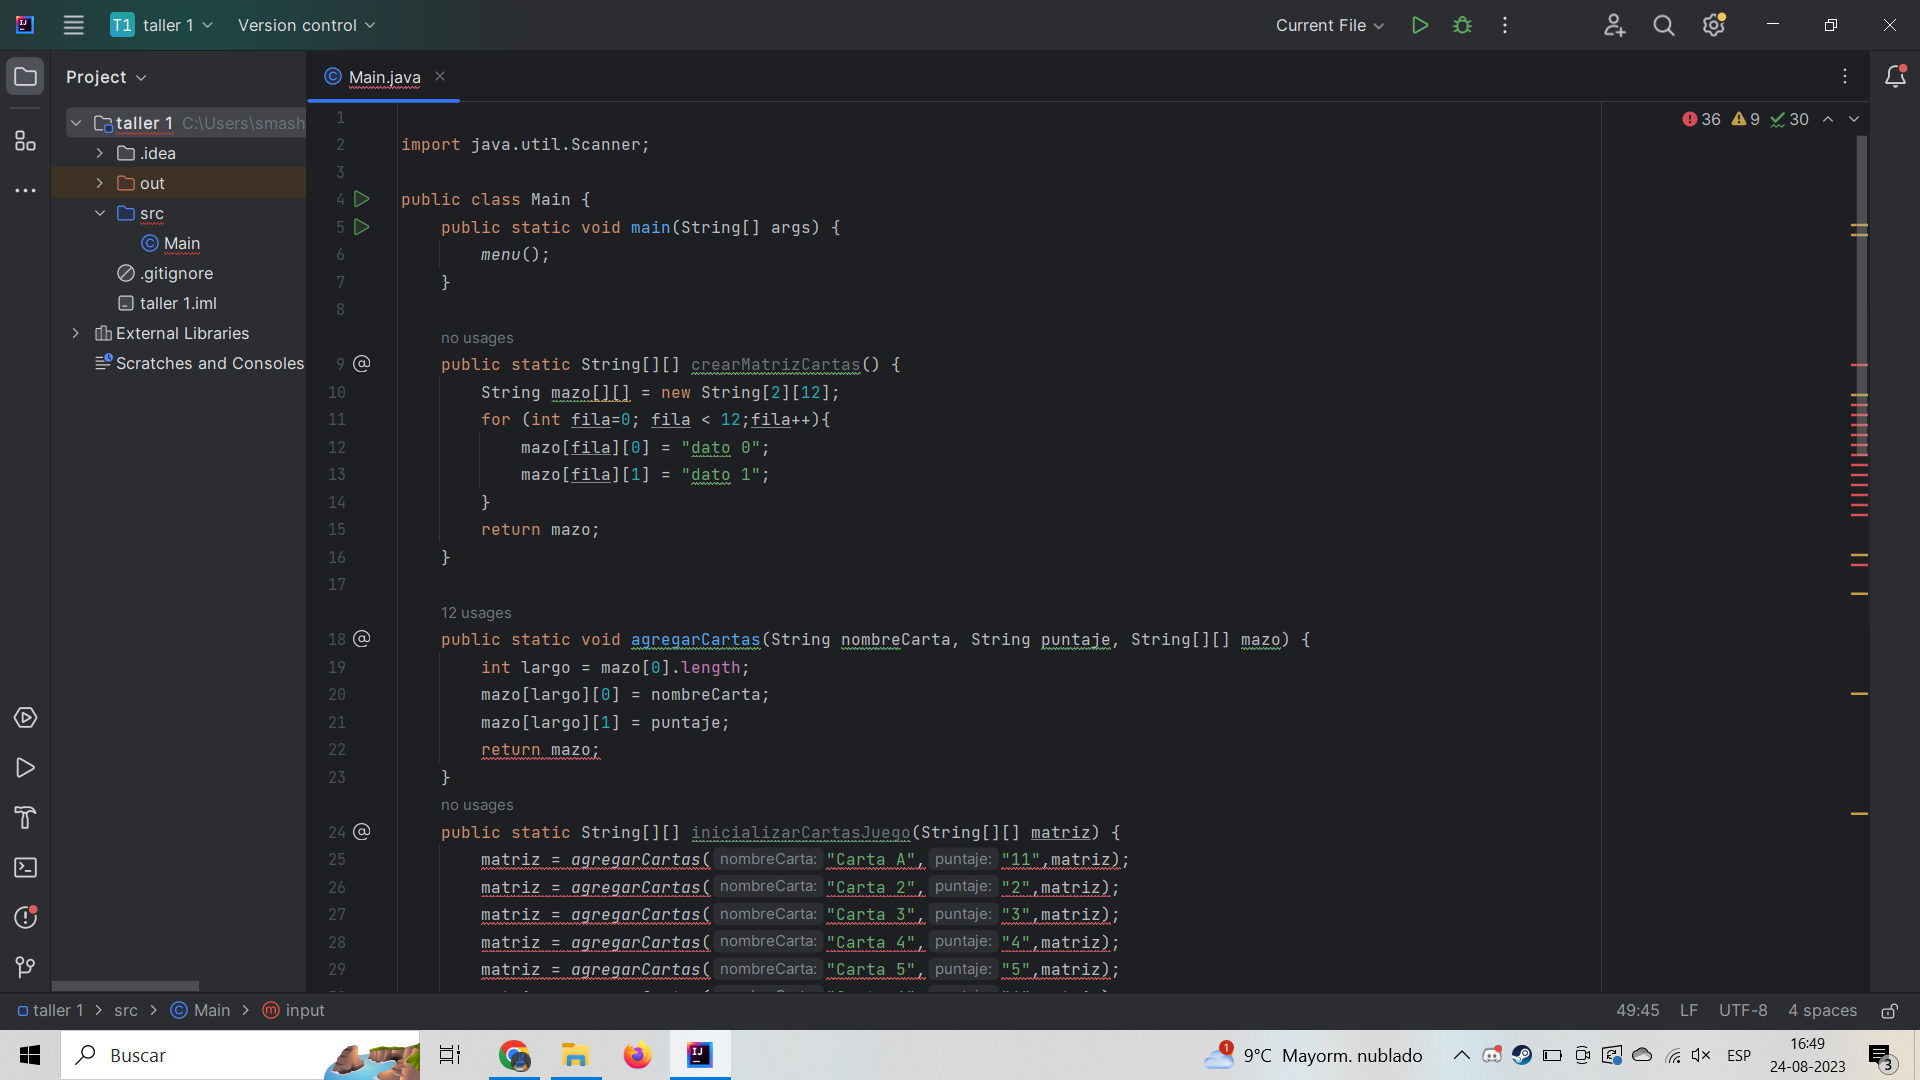 T1 taller 1 Version control Current File
Project
Main.java
taller 1 C:\Users\smash
.idea
out
src
Main
.gitignore
taller 1.iml
External Libraries
Scratches and Consoles
36 9 30
1
2 import java.util.Scanner;
3
4 public class Main {
5 public static void main(String[] args) {
6 menu();
7 }
8
no usages
9 @ public static String[][] crearMatrizCartas() {
10 String mazo[][] = new String[2][12];
11 for (int fila=0; fila < 12;fila++){
12 mazo[fila][0] = "dato 0";
13 mazo[fila][1] = "dato 1";
14 }
15 return mazo;
16 }
17
12 usages
18 @ public static void agregarCartas(String nombreCarta, String puntaje, String[][] mazo) {
19 int largo = mazo[0].length;
20 mazo[largo][0] = nombreCarta;
21 mazo[largo][1] = puntaje;
22 return mazo;
23 }
no usages
24 @ public static String[][] inicializarCartasJuego(String[][] matriz) {
25 matriz = agregarCartas( nombreCarta: "Carta A", puntaje: "11",matriz);
26 matriz = agregarCartas( nombreCarta: "Carta 2", puntaje: "2",matriz);
27 matriz = agregarCartas( nombreCarta: "Carta 3", puntaje: "3",matriz);
28 matriz = agregarCartas( nombreCarta: "Carta 4", puntaje: "4",matriz);
29 matriz = agregarCartas( nombreCarta: "Carta 5", puntaje: "5",matriz);
taller 1 > src > Main > input 49:45 LF UTF-8 4 spaces
Buscar 1 9°C Mayorm. nublado ESP 16:49
24-08-2023 3